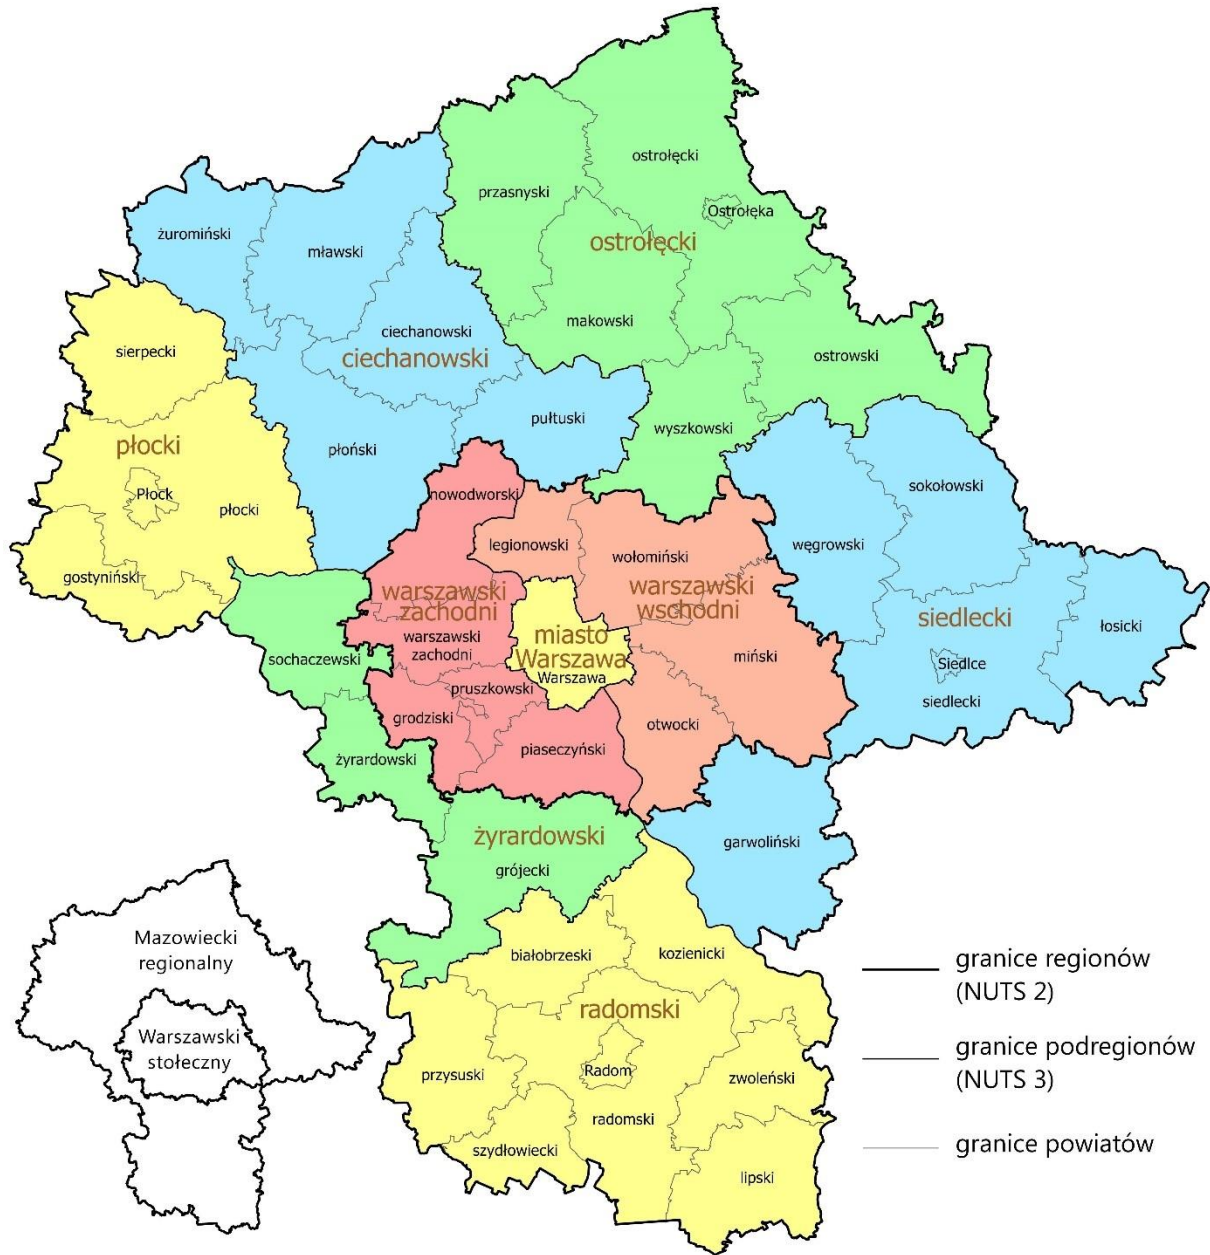 ostrołęcki
przasnyski
Ostrołęka
żuromiński
mławski
ostrołęcki
makowski
ciechanowski
ciechanowski
sierpecki
ostrowski
pułtuski
wyszkowski
płocki
płoński
sokołowski
nowodworski
Płock
płocki
legionowski
wołomiński
węgrowski
gostyniński
warszawski
zachodni
warszawski
wschodni
siedlecki
łosicki
miasto
Warszawa
Warszawa
warszawski
zachodni
sochaczewski
miński
Siedlce
siedlecki
pruszkowski
grodziski
otwocki
piaseczyński
żyrardowski
żyrardowski
grójecki
garwoliński
białobrzeski
kozienicki
radomski
Radom
przysuski
zwoleński
radomski
szydłowiecki
lipski
Mazowiecki
regionalny
Warszawski
stołeczny
granice regionów
(NUTS 2)
granice podregionów
(NUTS 3)
granice powiatów